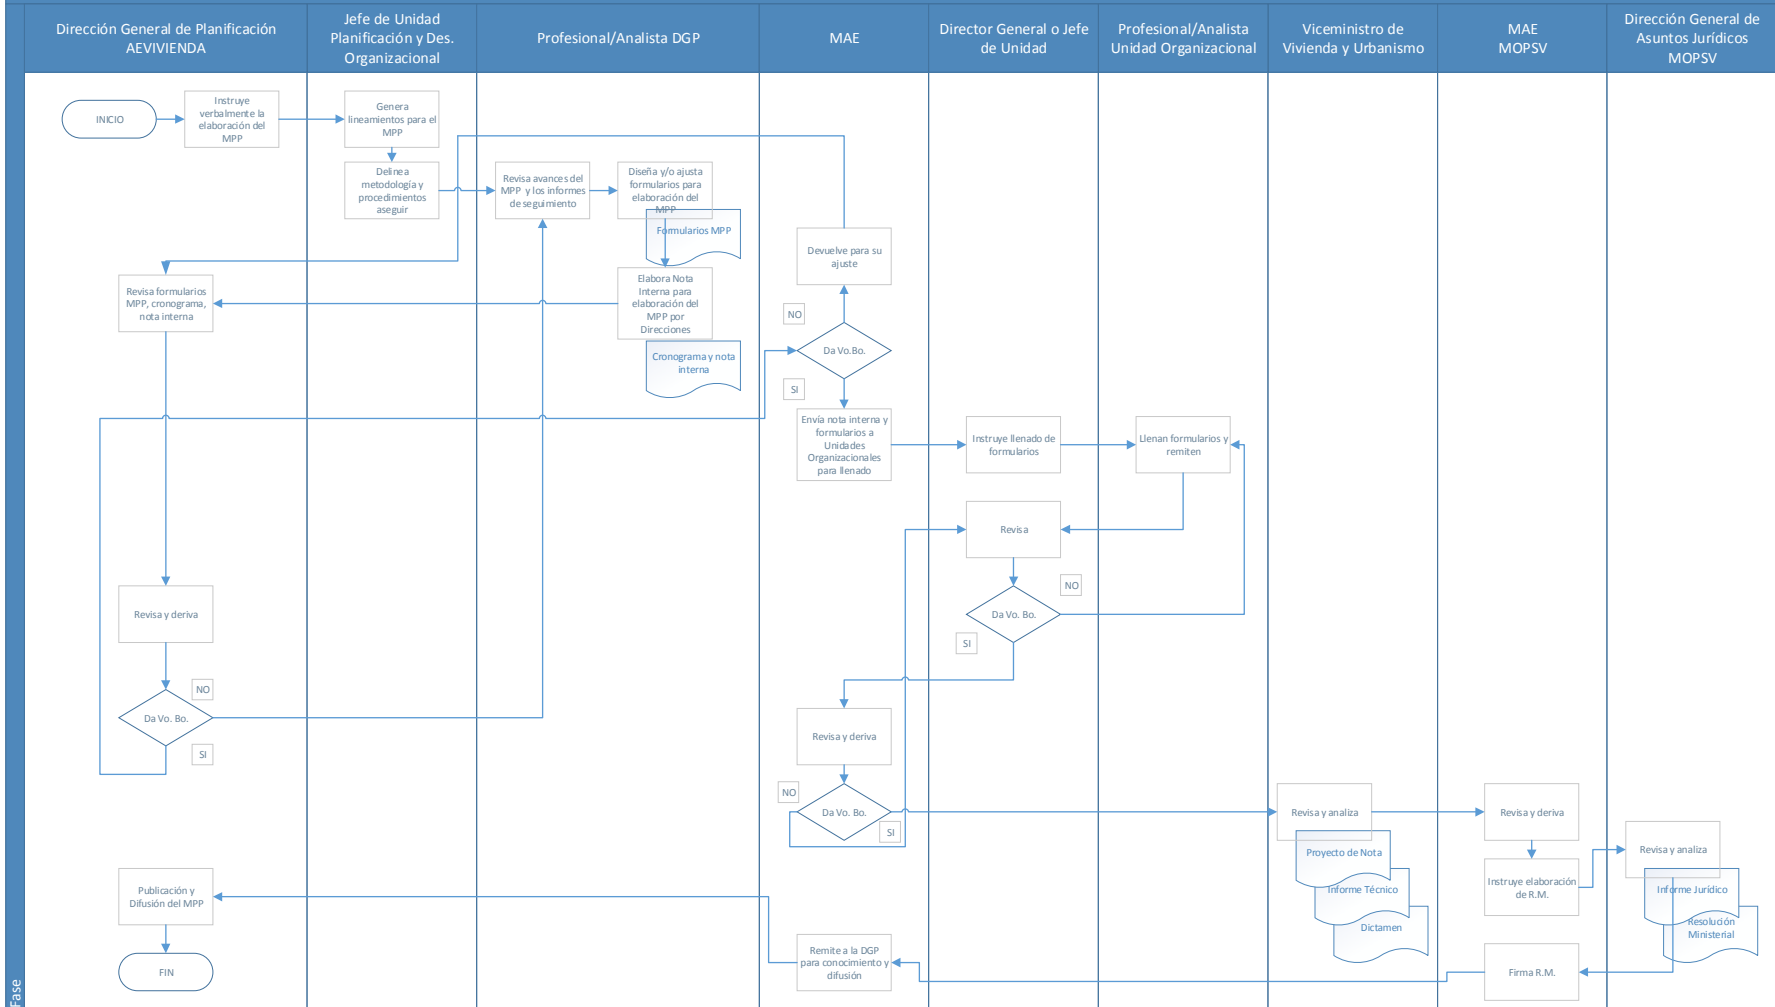 Dirección General de Planificación
AEVIVIENDA
Jefe de Unidad
Planificación y Des.
Organizacional
Profesional/Analista DGP
MAE
Director General o Jefe
de Unidad
Profesional/Analista
Unidad Organizacional
Viceministro de
Vivienda y Urbanismo
MAE
MOPSV
Dirección General de
Asuntos Jurídicos
MOPSV
INICIO
Instruye
verbalmente la
elaboración del
MPP
Genera
lineamientos para el
MPP
Delinea
metodología y
procedimientos
aseguir
Revisa avances del
MPP y los informes
de seguimiento
Diseña y/o ajusta
formularios para
elaboración del
MPP
Formularios MPP
Devuelve para su
ajuste
Revisa formularios
MPP, cronograma,
nota interna
Elabora Nota
Interna para
elaboración del
MPP por
Direcciones
NO
Da Vo.Bo.
Cronograma y nota
interna
SI
Envía nota interna y
formularios a
Unidades
Organizacionales
para llenado
Instruye llenado de
formularios
Llenan formularios y
remiten
Revisa
NO
Da Vo. Bo.
SI
Revisa y deriva
NO
Da Vo. Bo.
SI
Revisa y deriva
NO
Da Vo. Bo.
SI
Revisa y analiza
Proyecto de Nota
Informe Técnico
Dictamen
Revisa y deriva
Instruye elaboración
de R.M.
Revisa y analiza
Informe Jurídico
Resolución
Ministerial
Publicación y
Difusión del MPP
FIN
Remite a la DGP
para conocimiento y
difusión
Firma R.M.
Fase